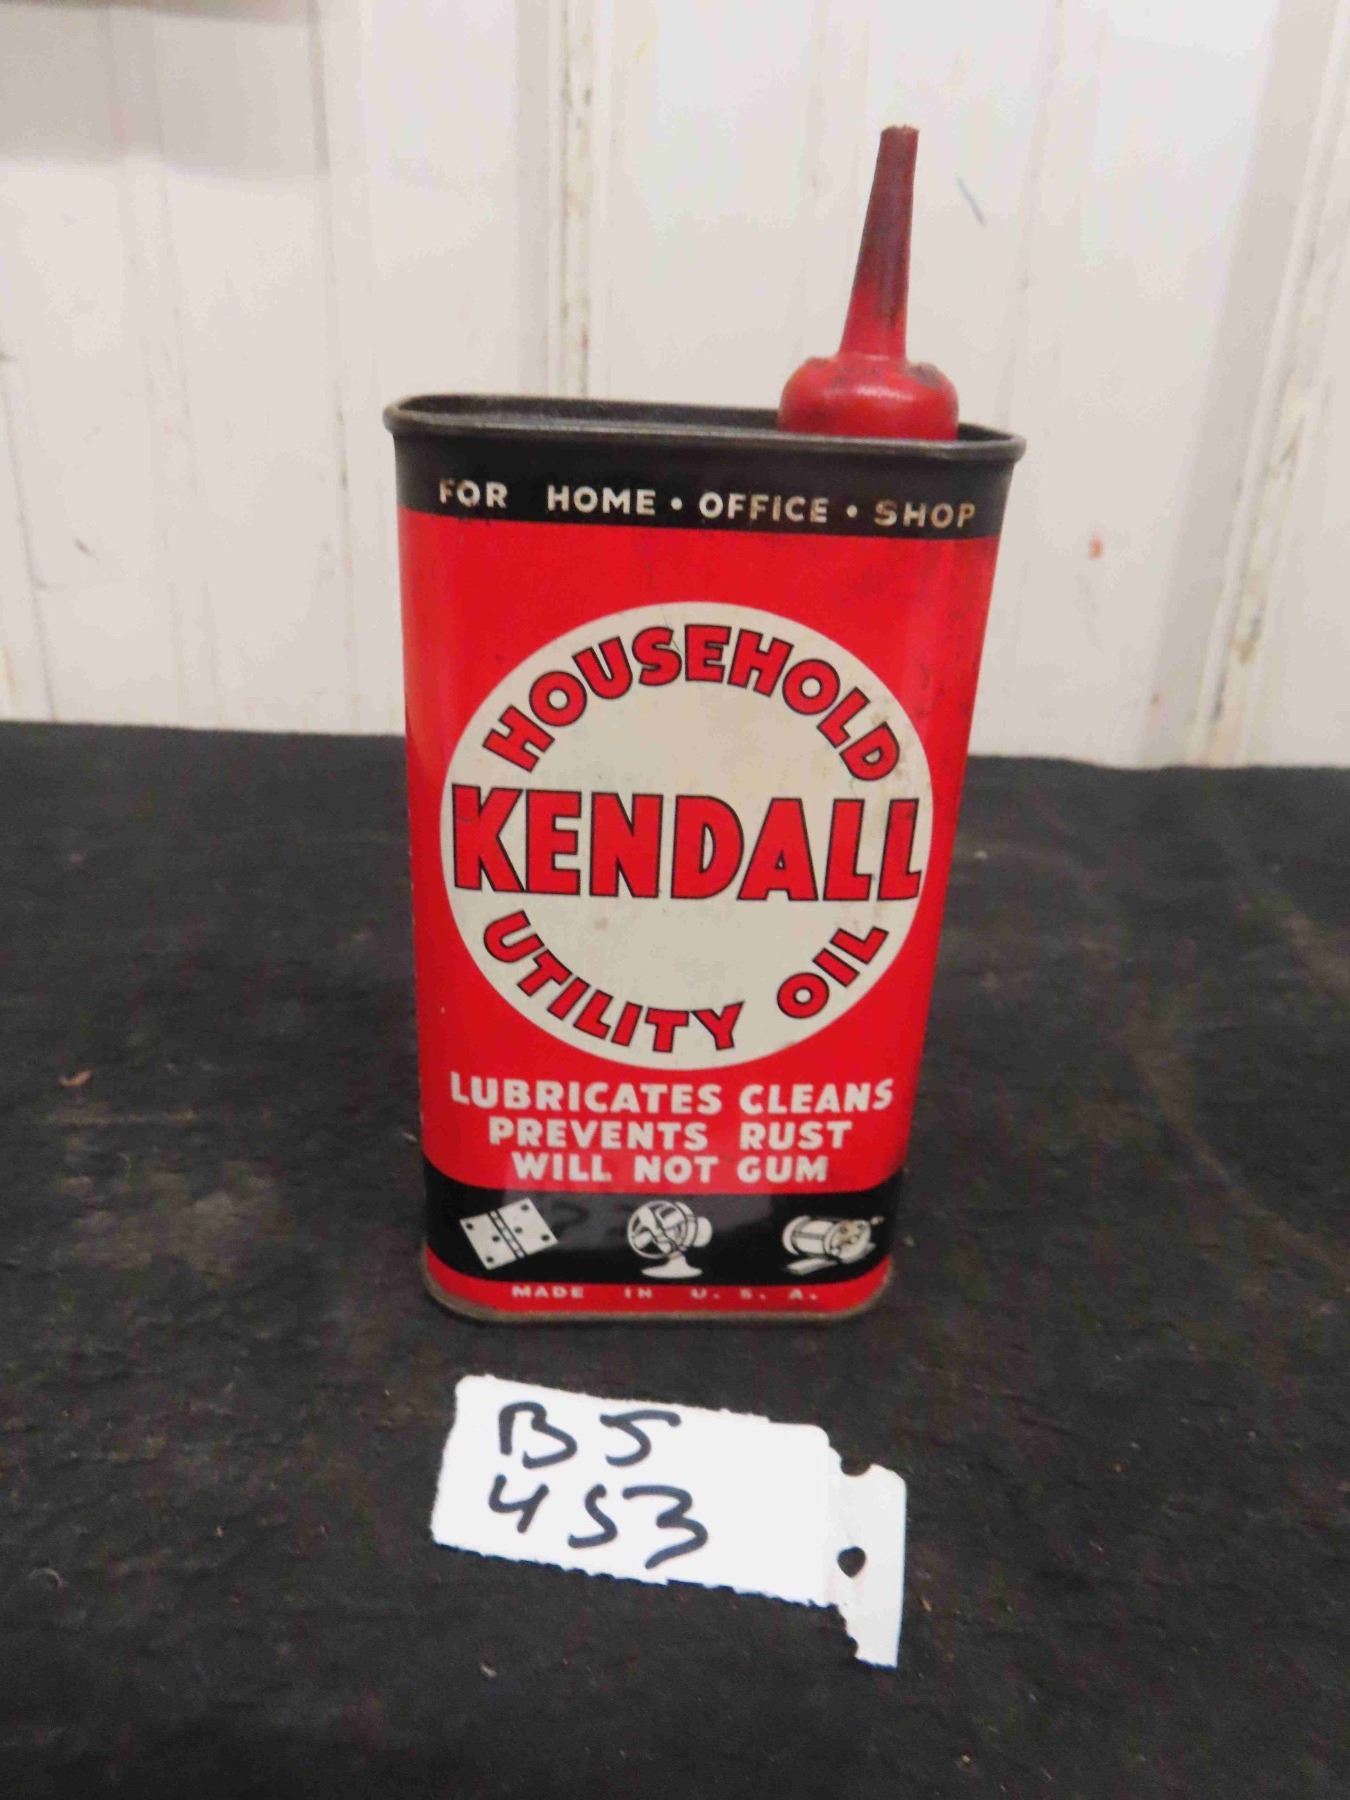 FOR HOME • OFFICE • SHOP
HOUSEHOLD
KENDALL
UTILITY OIL
LUBRICATES CLEANS
PREVENTS RUST
WILL NOT GUM
MADE IN U. S. A.
B5
453